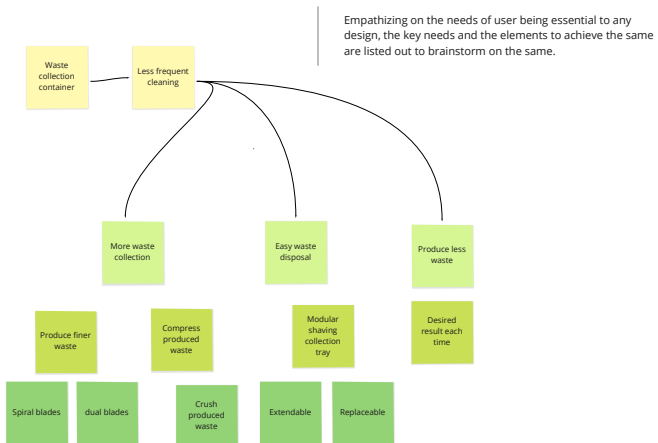 Empathizing on the needs of user being essential to any
design, the key needs and the elements to achieve the same
are listed out to brainstorm on the same.
Waste
collection
container
Less frequent
cleaning
More waste
collection
Easy waste
disposal
Produce less
waste
Produce finer
waste
Compress
produced
waste
Modular
shaving
collection
tray
Desired
result each
time
Spiral blades
dual blades
Crush
produced
waste
Extendable
Replaceable